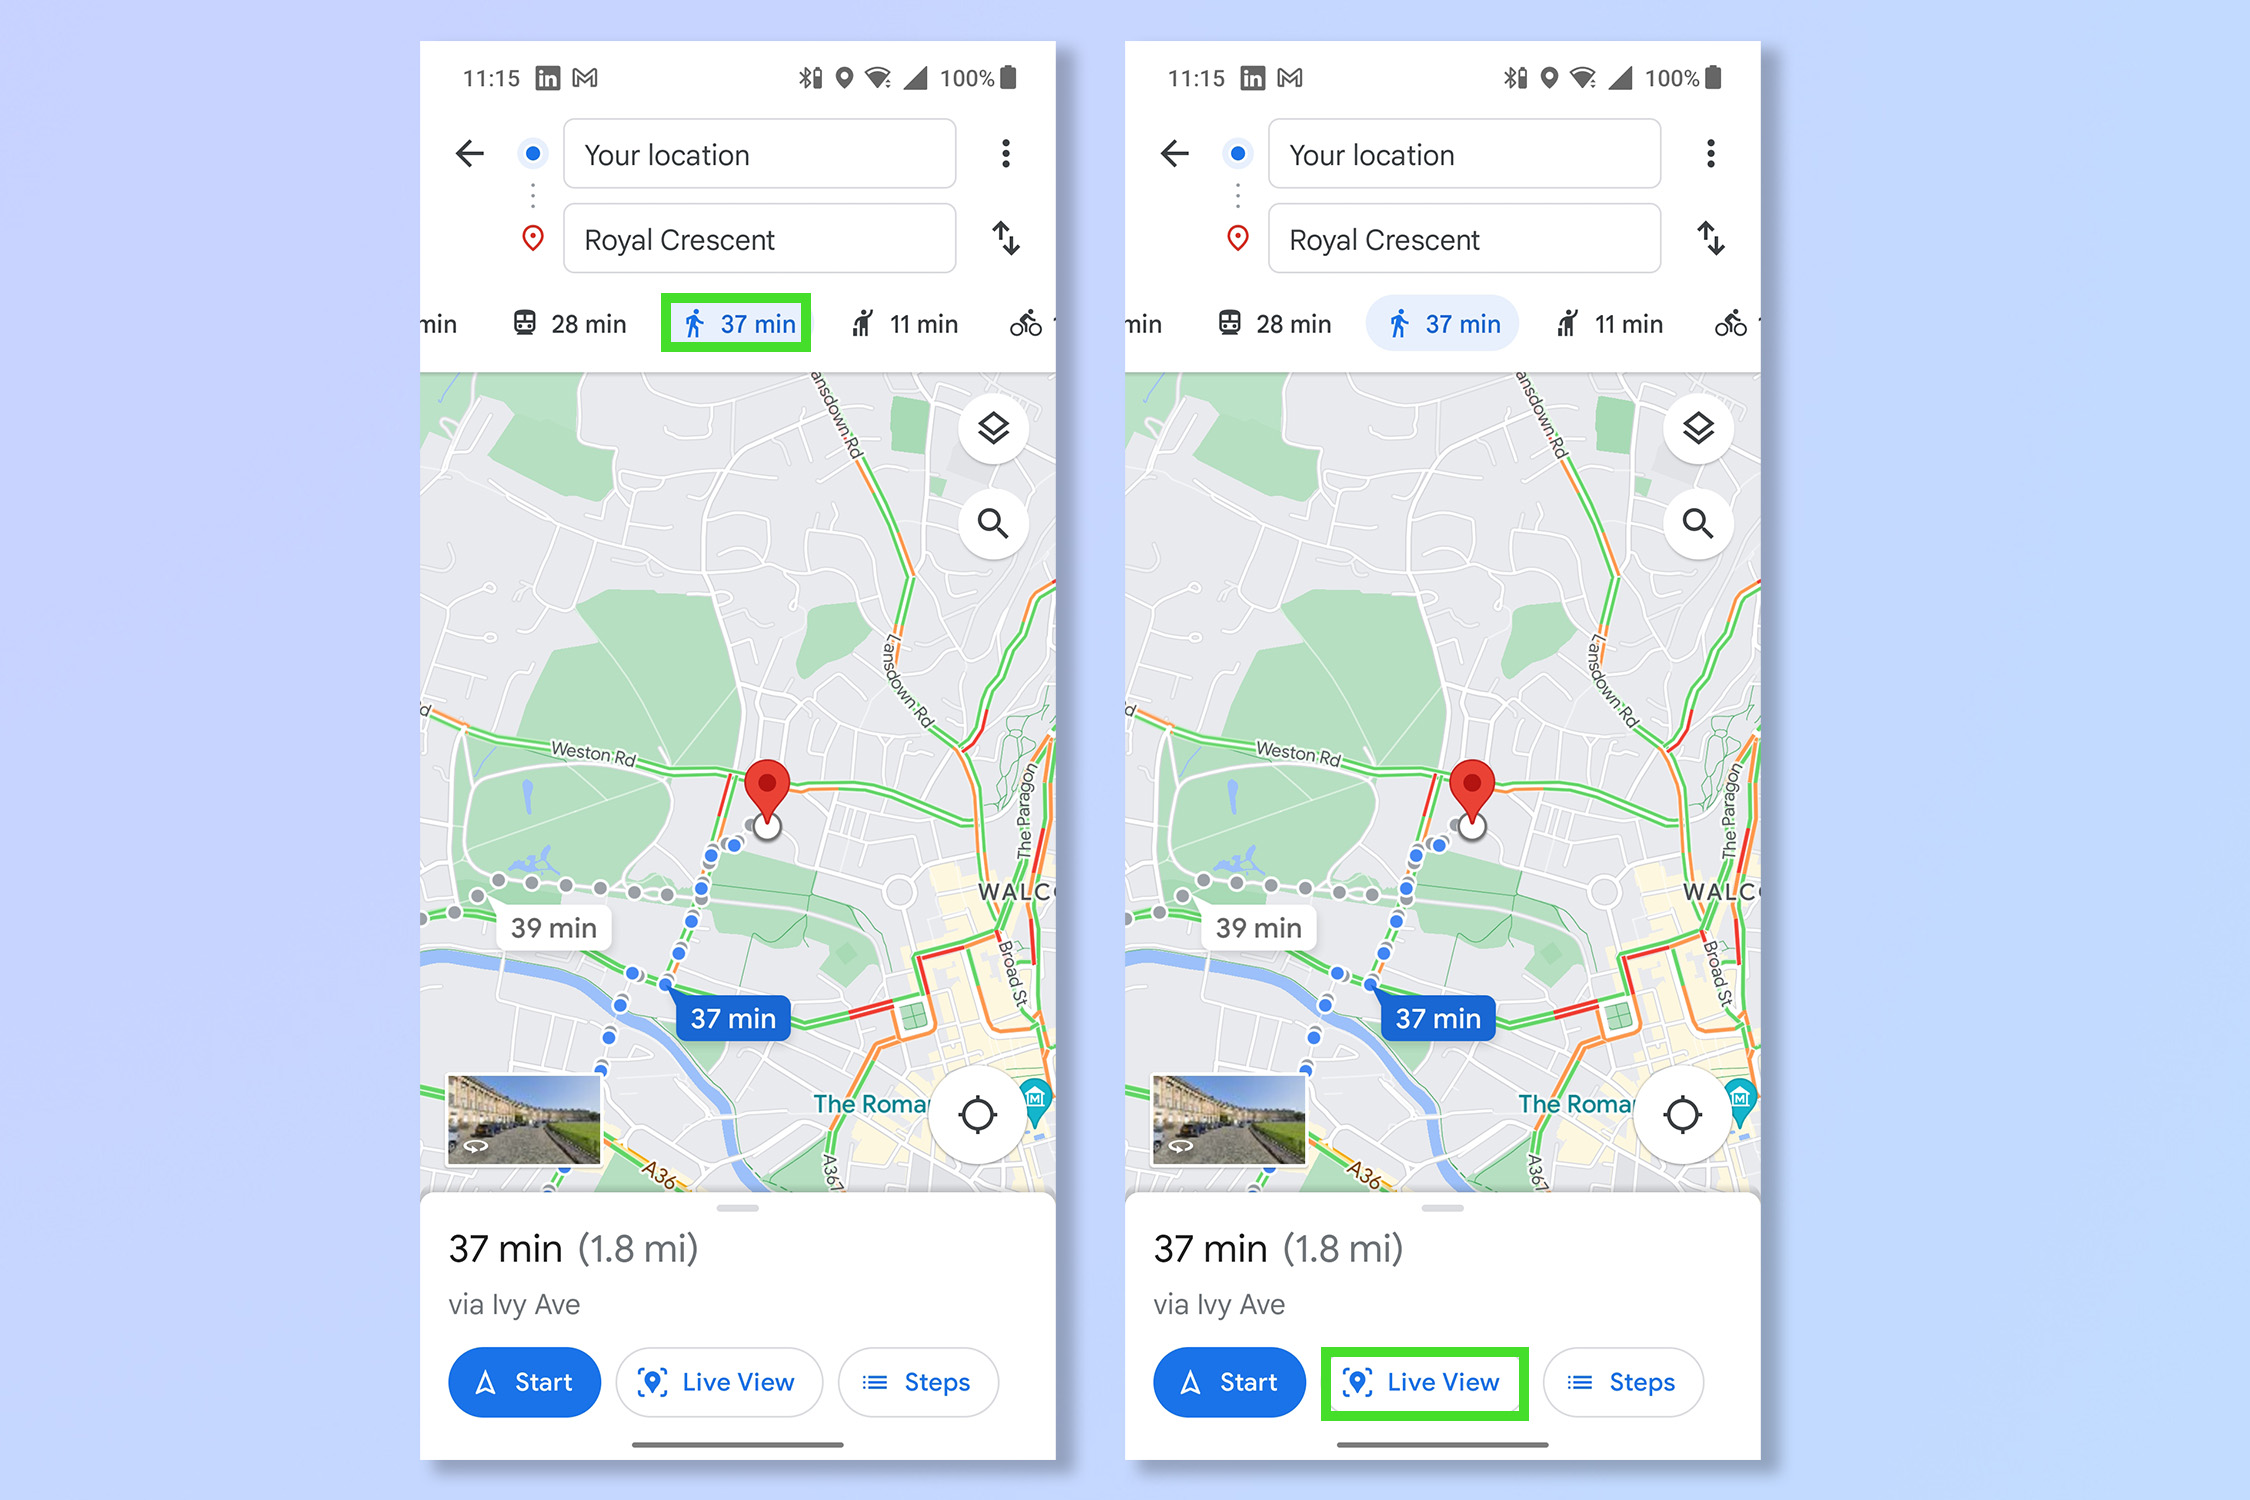 11:15 in 100%
Your location
Royal Crescent
min 28 min 37 min 11 min
ansdown Rd
Lansdown Rd
Weston Rd
The Paragon
WALC
39 min
Broad St
37 min
The Roma
A36
A367
37 min (1.8 mi)
via Ivy Ave
Start Live View Steps
11:15 in 100%
Your location
Royal Crescent
min 28 min 37 min 11 min
ansdown Rd
Lansdown Rd
Weston Rd
The Paragon
WALC
39 min
Broad St
37 min
The Roma
A36
A367
37 min (1.8 mi)
via Ivy Ave
Start Live View Steps